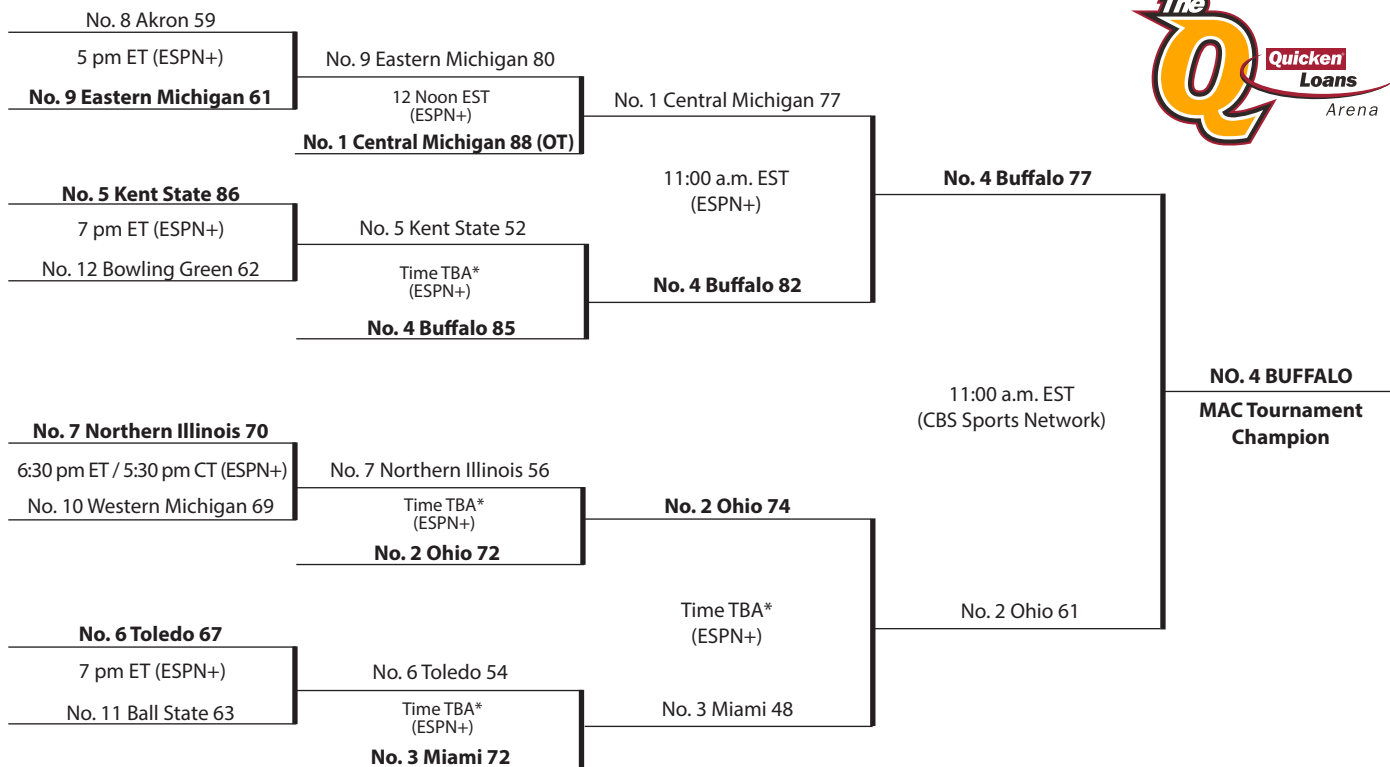 No. 8 Akron 59
5 pm ET (ESPN+)
No. 9 Eastern Michigan 61
No. 5 Kent State 86
7 pm ET (ESPN+)
No. 12 Bowling Green 62
No. 7 Northern Illinois 70
6:30 pm ET / 5:30 pm CT (ESPN+)
No. 10 Western Michigan 69
No. 6 Toledo 67
7 pm ET (ESPN+)
No. 11 Ball State 63
No. 9 Eastern Michigan 80
12 Noon EST
(ESPN+)
No. 1 Central Michigan 88 (OT)
No. 5 Kent State 52
Time TBA*
(ESPN+)
No. 4 Buffalo 85
No. 7 Northern Illinois 56
Time TBA*
(ESPN+)
No. 2 Ohio 72
No. 6 Toledo 54
Time TBA*
(ESPN+)
No. 3 Miami 72
No. 1 Central Michigan 77
11:00 a.m. EST
(ESPN+)
No. 4 Buffalo 82
No. 2 Ohio 74
Time TBA*
(ESPN+)
No. 3 Miami 48
No. 4 Buffalo 77
11:00 a.m. EST
(CBS Sports Network)
No. 2 Ohio 61
NO. 4 BUFFALO
MAC Tournament
Champion
The
Q
Quicken
Loans
Arena